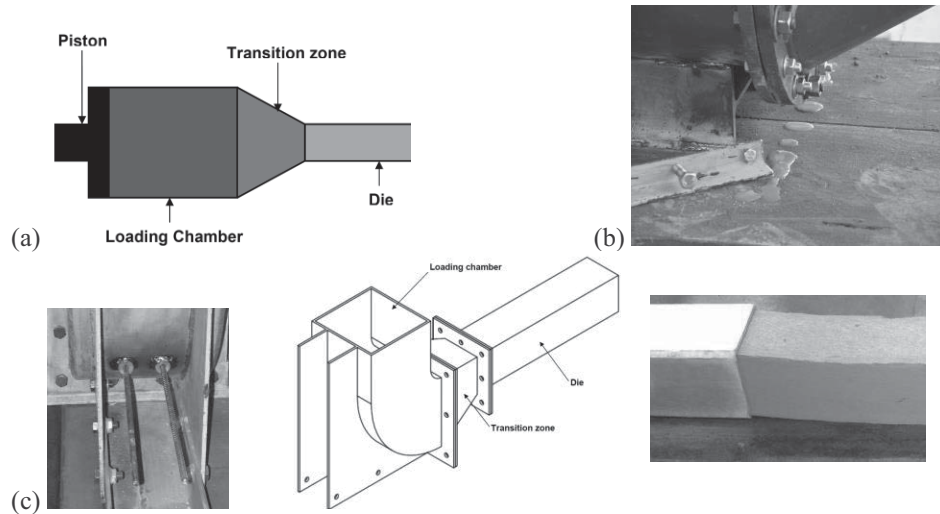 Piston
Transition zone
Die
Loading Chamber
(a)
(b)
Loading chamber
Die
Transition zone
(c)